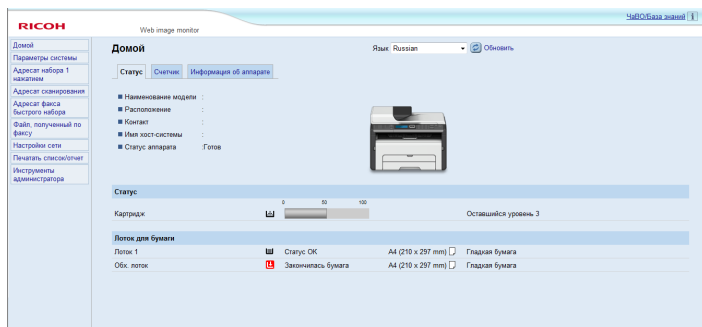 ЧаВО/База знаний
RICOH
Web image monitor
Домой
Параметры системы
Адресат набора 1
нажатием
Адресат сканирования
Адресат факса
быстрого набора
Файл, полученный по
факсу
Настройки сети
Печатать список/отчет
Инструменты
администратора
Домой
Язык Russian
Обновить
Статус Счетчик Информация об аппарате
Наименование модели :
Расположение :
Контакт :
Имя хост-системы :
Статус аппарата :Готов
Статус
0 50 100
Картридж Оставшийся уровень 3
Лоток для бумаги
Лоток 1 Статус OK A4 (210 x 297 mm) Гладкая бумага
Обх. лоток Закончилась бумага A4 (210 x 297 mm) Гладкая бумага